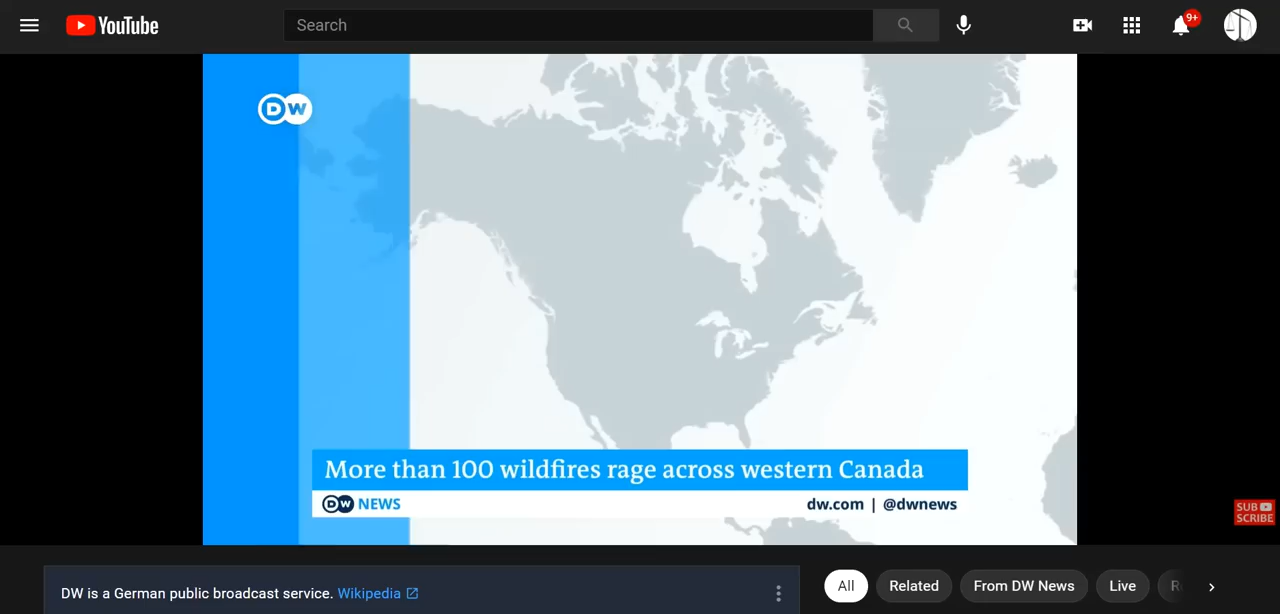 YouTube
Search
9+
DW
More than 100 wildfires rage across western Canada
DW NEWS
dw.com | @dwnews
SUB
SCRIBE
DW is a German public broadcast service. Wikipedia
All
Related
From DW News
Live